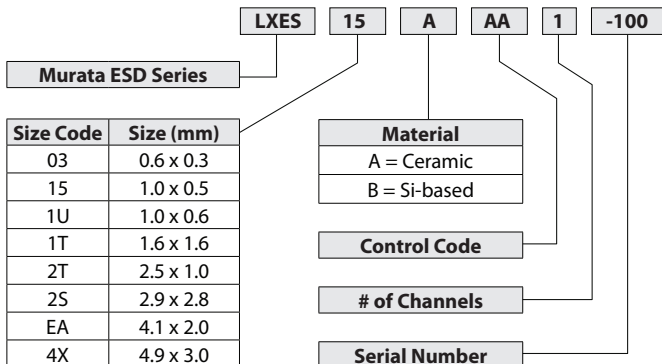 LXES 15 A AA 1 -100
Murata ESD Series
Size Code Size (mm)
03 0.6 x 0.3
15 1.0 x 0.5
1U 1.0 x 0.6
1T 1.6 x 1.6
2T 2.5 x 1.0
2S 2.9 x 2.8
EA 4.1 x 2.0
4X 4.9 x 3.0
Material
A = Ceramic
B = Si-based
Control Code
# of Channels
Serial Number